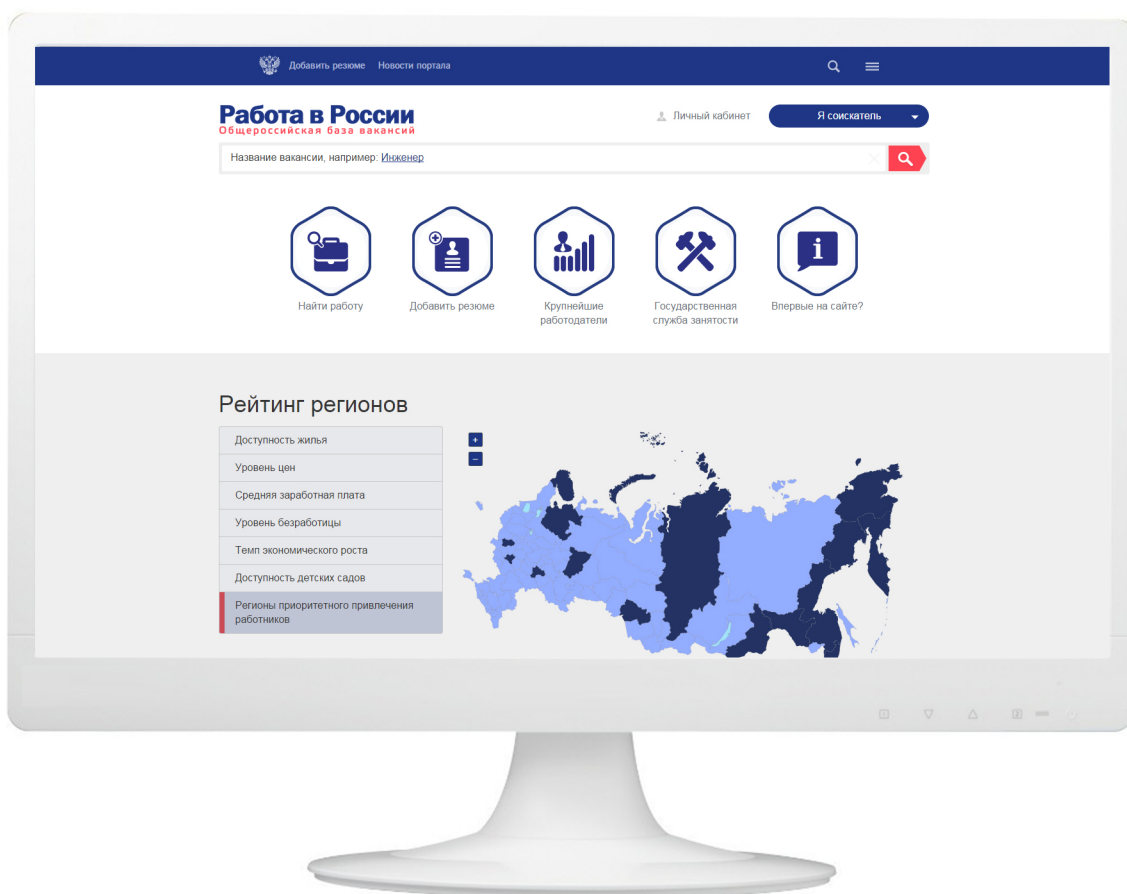 Добавить резюме Новости портала
Работа в России
Общероссийская база вакансий
Личный кабинет
Я соискатель
Название вакансии, например: Инженер
Найти работу
Добавить резюме
Крупнейшие
работодатели
Государственная
служба занятости
Впервые на сайте?
Рейтинг регионов
Доступность жилья
Уровень цен
Средняя заработная плата
Уровень безработицы
Темп экономического роста
Доступность детских садов
Регионы приоритетного привлечения
работников